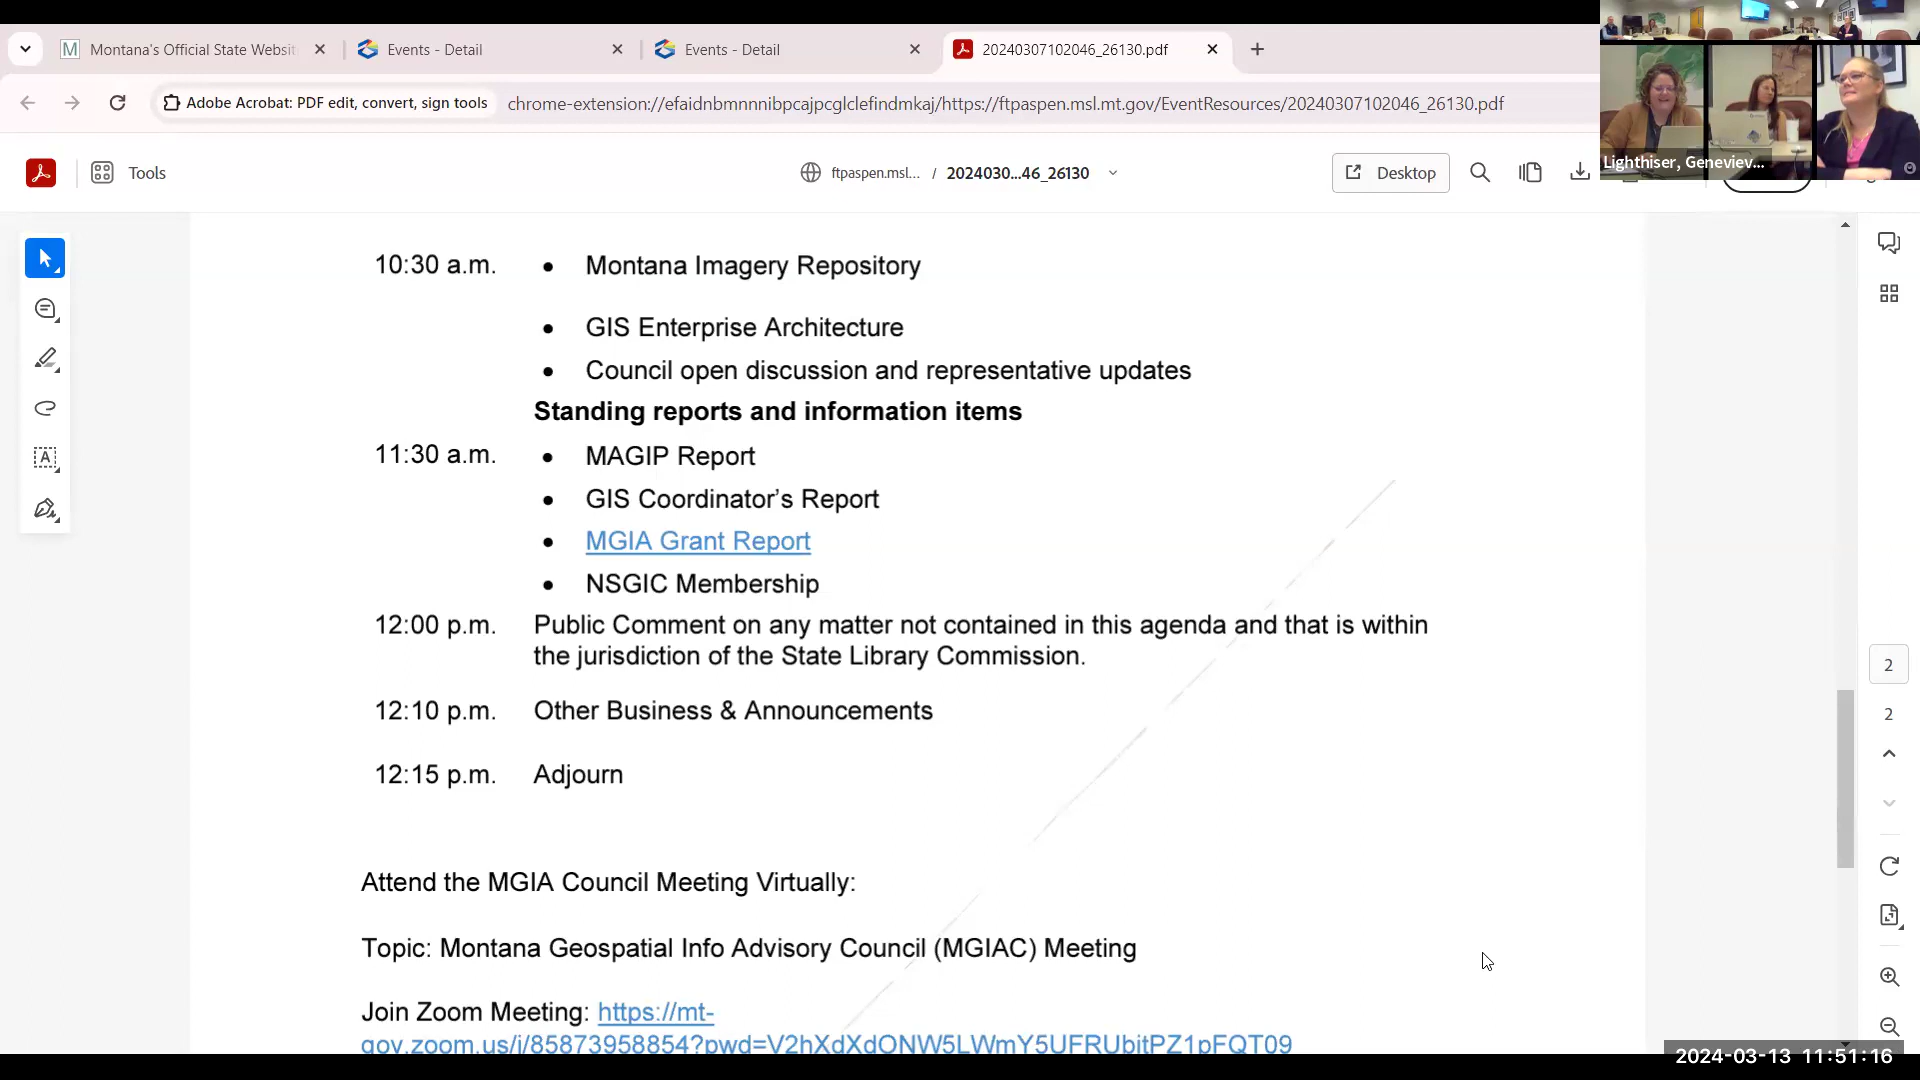 Montana's Official State Websit
Events - Detail
Events - Detail
20240307102046_26130.pdf
Adobe Acrobat: PDF edit, convert, sign tools
chrome-extension://efaidnbmnnnibpcajpcglclefindmkaj/https://ftpaspen.msl.mt.gov/EventResources/20240307102046_26130.pdf
Tools
ftpaspen.msl... / 2024030...46_26130
Desktop
Lighthiser, Geneviev...
10:30 a.m. • Montana Imagery Repository
• GIS Enterprise Architecture
• Council open discussion and representative updates
Standing reports and information items
11:30 a.m. • MAGIP Report
• GIS Coordinator’s Report
• MGIA Grant Report
• NSGIC Membership
12:00 p.m. Public Comment on any matter not contained in this agenda and that is within
the jurisdiction of the State Library Commission.
12:10 p.m. Other Business & Announcements
12:15 p.m. Adjourn
Attend the MGIA Council Meeting Virtually:
Topic: Montana Geospatial Info Advisory Council (MGIAC) Meeting
Join Zoom Meeting: https://mt-
gov.zoom.us/j/85873958854?pwd=V2hXdXdONW5LWmY5UFRUbjtPZ1pFQT09
2
2
2024-03-13 11:51:16